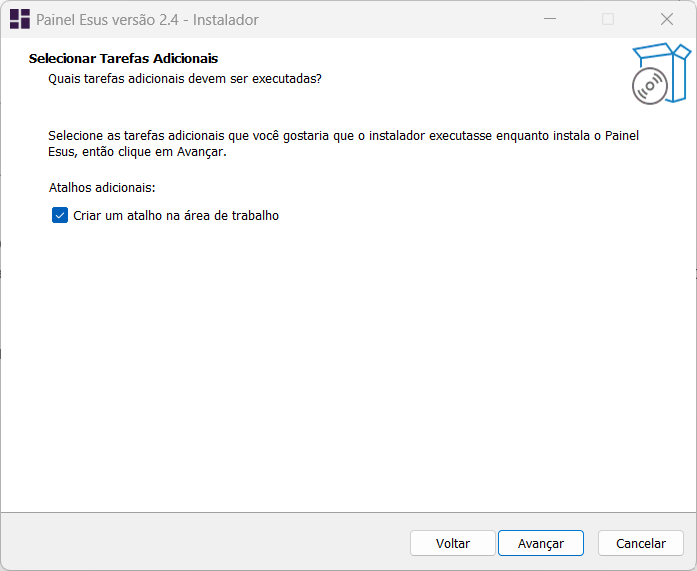 Painel Esus versão 2.4 - Instalador
Selecionar Tarefas Adicionais
Quais tarefas adicionais devem ser executadas?
Selecione as tarefas adicionais que você gostaria que o instalador executasse enquanto instala o Painel
Esus, então clique em Avançar.
Atalhos adicionais:
Criar um atalho na área de trabalho
Voltar
Avançar
Cancelar